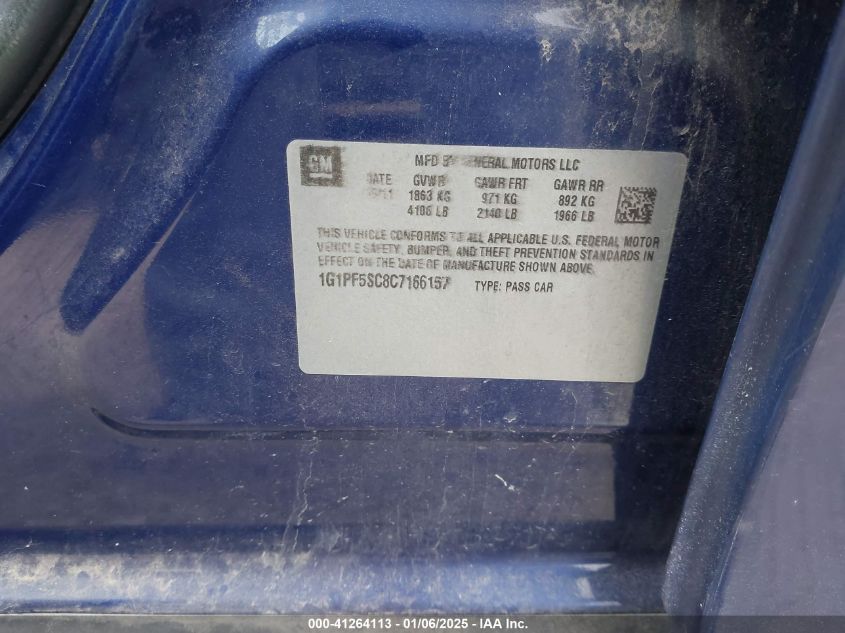 GM
MFD BY GENERAL MOTORS LLC
DATE GVWR GAWR FRT GAWR RR
1863 KG 971 KG 892 KG
4106 LB 2140 LB 1966 LB
THIS VEHICLE CONFORMS TO ALL APPLICABLE U.S. FEDERAL MOTOR
VEHICLE SAFETY, BUMPER, AND THEFT PREVENTION STANDARDS IN
EFFECT ON THE DATE OF MANUFACTURE SHOWN ABOVE.
1G1PF5SC8C7166157 TYPE: PASS CAR
000-41264113 - 01/06/2025 - IAA Inc.